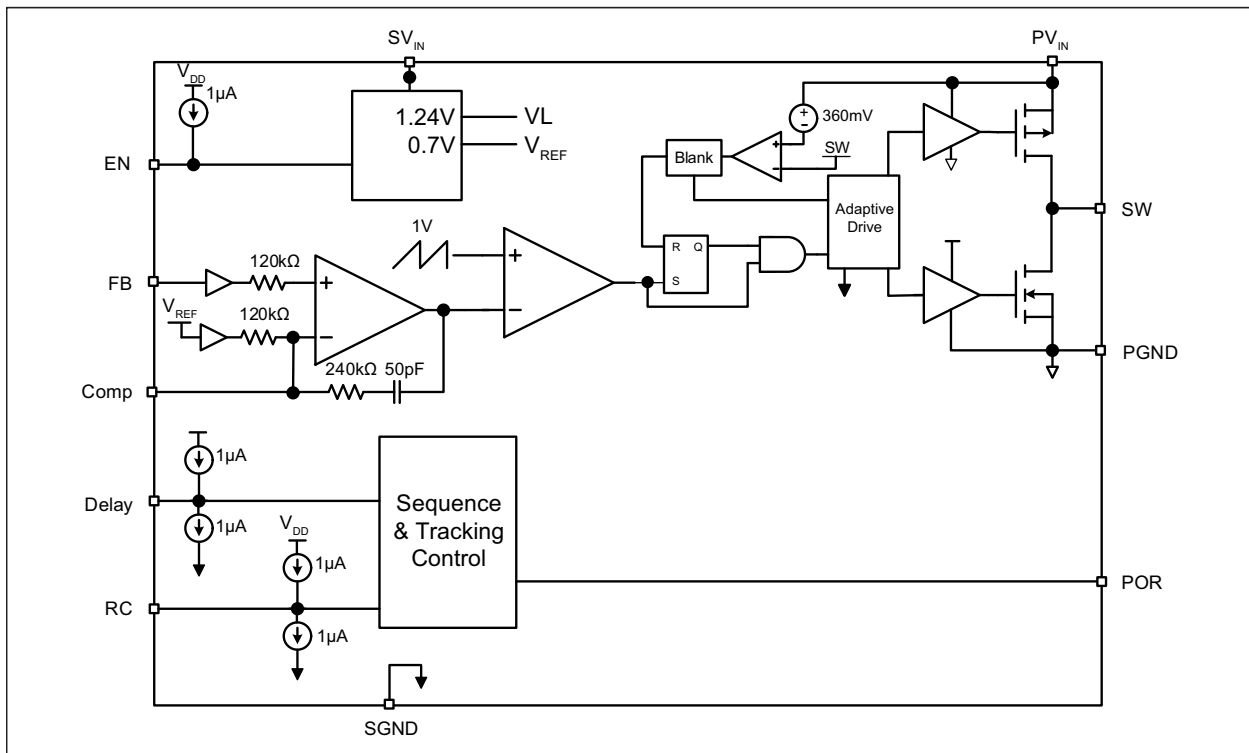 SVIN
PVIN
VDD
1µA
1.24V
0.7V
VL
VREF
EN
+
−
360mV
Blank
+
−
SW
Adaptive
Drive
SW
1V
R Q
S
FB
120kΩ
+
−
+
−
VREF
120kΩ
240kΩ 50pF
Comp
PGND
1µA
Delay
1µA
VDD
1µA
RC
1µA
Sequence
& Tracking
Control
POR
SGND